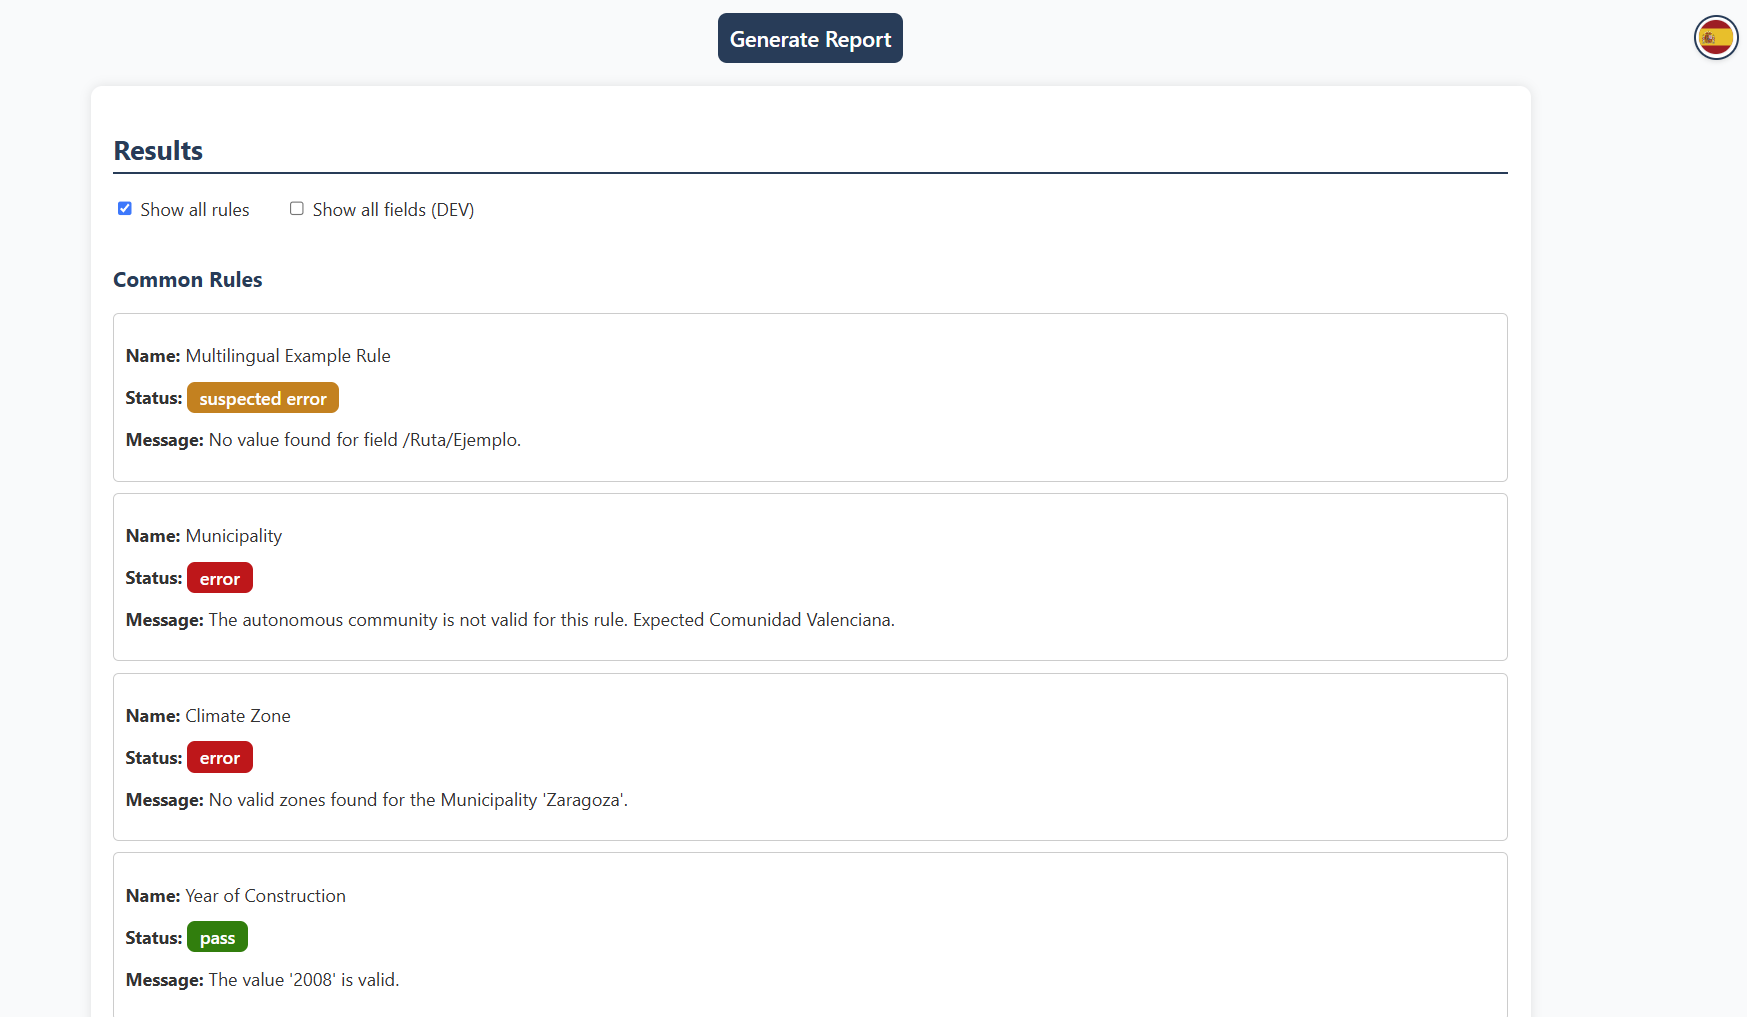 Generate Report
Results
Show all rules
Show all fields (DEV)
Common Rules
Name: Multilingual Example Rule
Status: suspected error
Message: No value found for field /Ruta/Ejemplo.
Name: Municipality
Status: error
Message: The autonomous community is not valid for this rule. Expected Comunidad Valenciana.
Name: Climate Zone
Status: error
Message: No valid zones found for the Municipality 'Zaragoza'.
Name: Year of Construction
Status: pass
Message: The value '2008' is valid.